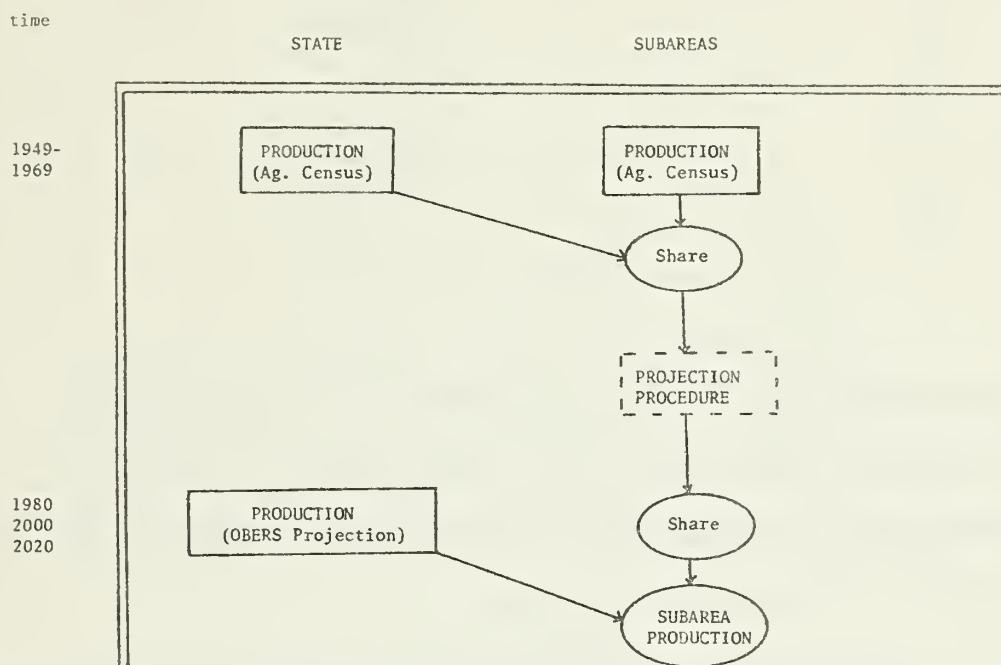 time
STATE SUBAREAS
1949-
1969
PRODUCTION
(Ag. Census)
PRODUCTION
(Ag. Census)
Share
PROJECTION
PROCEDURE
1980
2000
2020
PRODUCTION
(OBERS Projection)
Share
SUBAREA
PRODUCTION